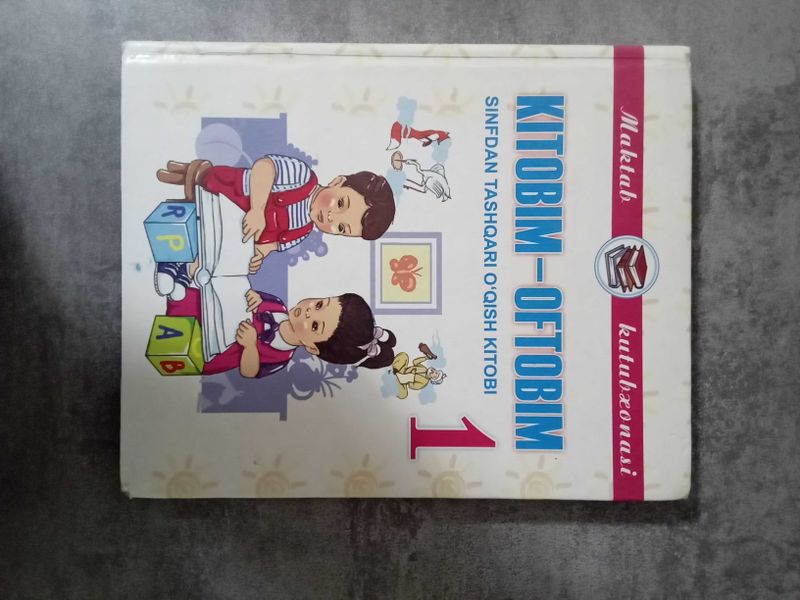 Maktab kutubxonasi
KITOBIM – OFTOBIM
SINFDAN TASHQARI O‘QISH KITOBI
1
R P
A B